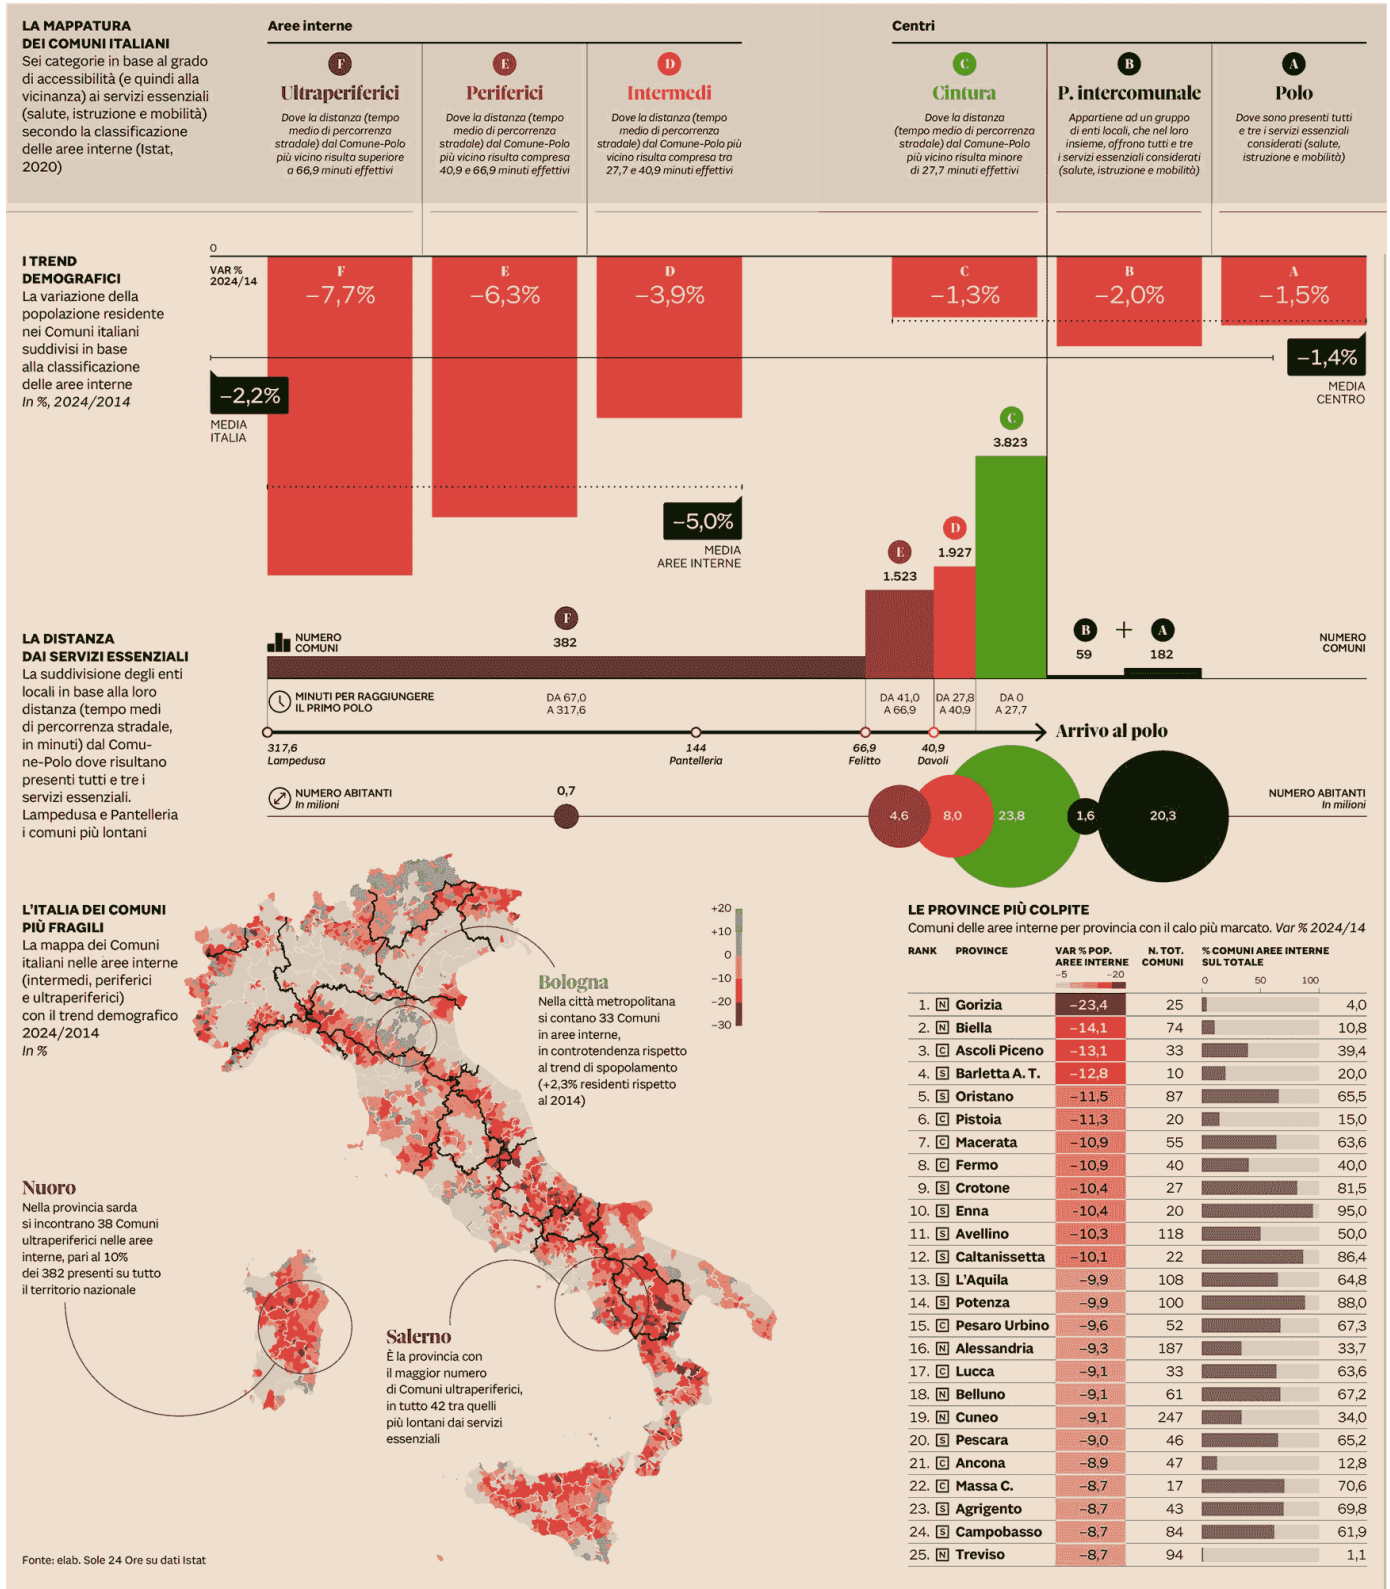 LA MAPPATURA
DEI COMUNI ITALIANI
Sei categorie in base al grado
di accessibilità (e quindi alla
vicinanza) ai servizi essenziali
(salute, istruzione e mobilità)
secondo la classificazione
delle aree interne (Istat,
2020)
Aree interne
F
Ultraperiferici
Dove la distanza (tempo
medio di percorrenza
stradale) dal Comune-Polo
più vicino risulta superiore
a 66,9 minuti effettivi
E
Periferici
Dove la distanza (tempo
medio di percorrenza
stradale) dal Comune-Polo
più vicino risulta compresa
40,9 e 66,9 minuti effettivi
D
Intermedi
Dove la distanza (tempo
medio di percorrenza
stradale) dal Comune-Polo più
vicino risulta compresa tra
27,7 e 40,9 minuti effettivi
Centri
C
Cintura
Dove la distanza
(tempo medio di percorrenza
stradale) dal Comune-Polo
più vicino risulta minore
di 27,7 minuti effettivi
B
P. intercomunale
Appartiene ad un gruppo
di enti locali, che nel loro
insieme, offrono tutti e tre
i servizi essenziali considerati
(salute, istruzione e mobilità)
A
Polo
Dove sono presenti tutti
e tre i servizi essenziali
considerati (salute,
istruzione e mobilità)
I TREND
DEMOGRAFICI
La variazione della
popolazione residente
nei Comuni italiani
suddivisi in base
alla classificazione
delle aree interne
In %, 2024/2014
0
VAR %
2024/14
F
–7,7%
E
–6,3%
D
–3,9%
C
–1,3%
B
–2,0%
A
–1,5%
–2,2%
MEDIA
ITALIA
–1,4%
MEDIA
CENTRO
–5,0%
MEDIA
AREE INTERNE
LA DISTANZA
DAI SERVIZI ESSENZIALI
La suddivisione degli enti
locali in base alla loro
distanza (tempo medi
di percorrenza stradale,
in minuti) dal Comu-
ne-Polo dove risultano
presenti tutti e tre i
servizi essenziali.
Lampedusa e Pantelleria
i comuni più lontani
NUMERO
COMUNI
F
382
E
1.523
D
1.927
C
3.823
B + A
59 182
NUMERO
COMUNI
MINUTI PER RAGGIUNGERE
IL PRIMO POLO
DA 67,0
A 317,6
DA 41,0
A 66,9
DA 27,8
A 40,9
DA 0
A 27,7
Arrivo al polo
317,6
Lampedusa
144
Pantelleria
66,9
Felitto
40,9
Davoli
NUMERO ABITANTI
In milioni
0,7
4,6
8,0
23,8
1,6
20,3
NUMERO ABITANTI
In milioni
L'ITALIA DEI COMUNI
PIÙ FRAGILI
La mappa dei Comuni
italiani nelle aree interne
(intermedi, periferici
e ultraperiferici)
con il trend demografico
2024/2014
In %
+20
+10
0
–10
–20
–30
Bologna
Nella città metropolitana
si contano 33 Comuni
in aree interne,
in controtendenza rispetto
al trend di spopolamento
(+2,3% residenti rispetto
al 2014)
Nuoro
Nella provincia sarda
si incontrano 38 Comuni
ultraperiferici nelle aree
interne, pari al 10%
dei 382 presenti su tutto
il territorio nazionale
Salerno
È la provincia con
il maggior numero
di Comuni ultraperiferici,
in tutto 42 tra quelli
più lontani dai servizi
essenziali
LE PROVINCE PIÙ COLPITE
Comuni delle aree interne per provincia con il calo più marcato. Var % 2024/14
RANK PROVINCE VAR % POP. AREE INTERNE N. TOT. COMUNI % COMUNI AREE INTERNE SUL TOTALE
–5 –20 0 50 100
1. N Gorizia –23,4 25 4,0
2. N Biella –14,1 74 10,8
3. C Ascoli Piceno –13,1 33 39,4
4. S Barletta A. T. –12,8 10 20,0
5. S Oristano –11,5 87 65,5
6. C Pistoia –11,3 20 15,0
7. C Macerata –10,9 55 63,6
8. C Fermo –10,9 40 40,0
9. S Crotone –10,4 27 81,5
10. S Enna –10,4 20 95,0
11. S Avellino –10,3 118 50,0
12. S Caltanissetta –10,1 22 86,4
13. S L'Aquila –9,9 108 64,8
14. S Potenza –9,9 100 88,0
15. C Pesaro Urbino –9,6 52 67,3
16. N Alessandria –9,3 187 33,7
17. C Lucca –9,1 33 63,6
18. N Belluno –9,1 61 67,2
19. N Cuneo –9,1 247 34,0
20. S Pescara –9,0 46 65,2
21. C Ancona –8,9 47 12,8
22. C Massa C. –8,7 17 70,6
23. S Agrigento –8,7 43 69,8
24. S Campobasso –8,7 84 61,9
25. N Treviso –8,7 94 1,1
Fonte: elab. Sole 24 Ore su dati Istat